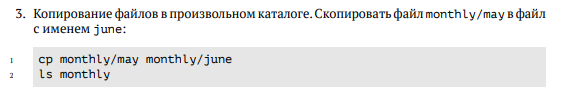 3. Копирование файлов в произвольном каталоге. Скопировать файл monthly/may в файл
с именем june:
1 cp monthly/may monthly/june
2 ls monthly